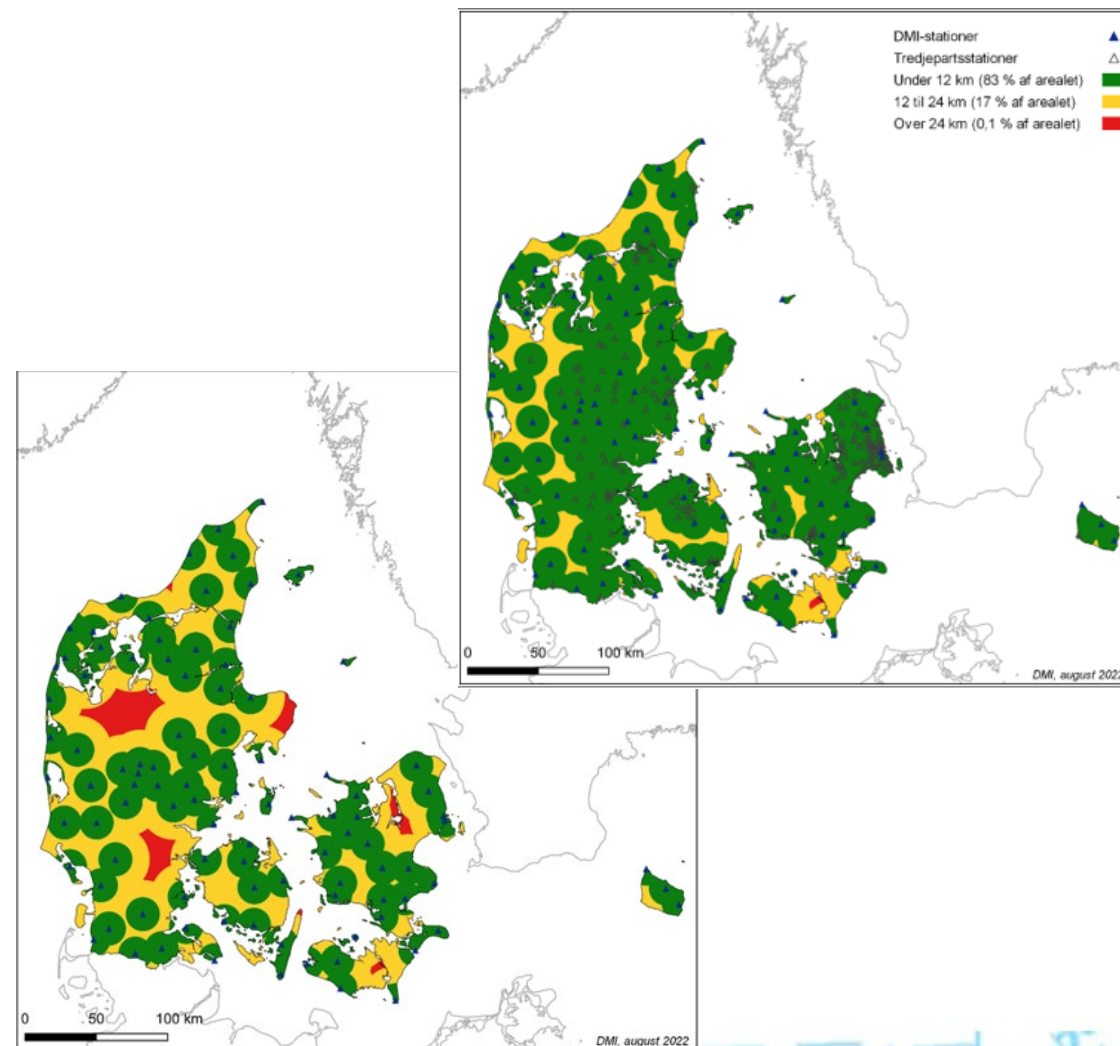 DMI-stationer
Tredjepartsstationer
Under 12 km (83 % af arealet)
12 til 24 km (17 % af arealet)
Over 24 km (0,1 % af arealet)
0 50 100 km
DMI, august 2022
0 50 100 km
DMI, august 2022